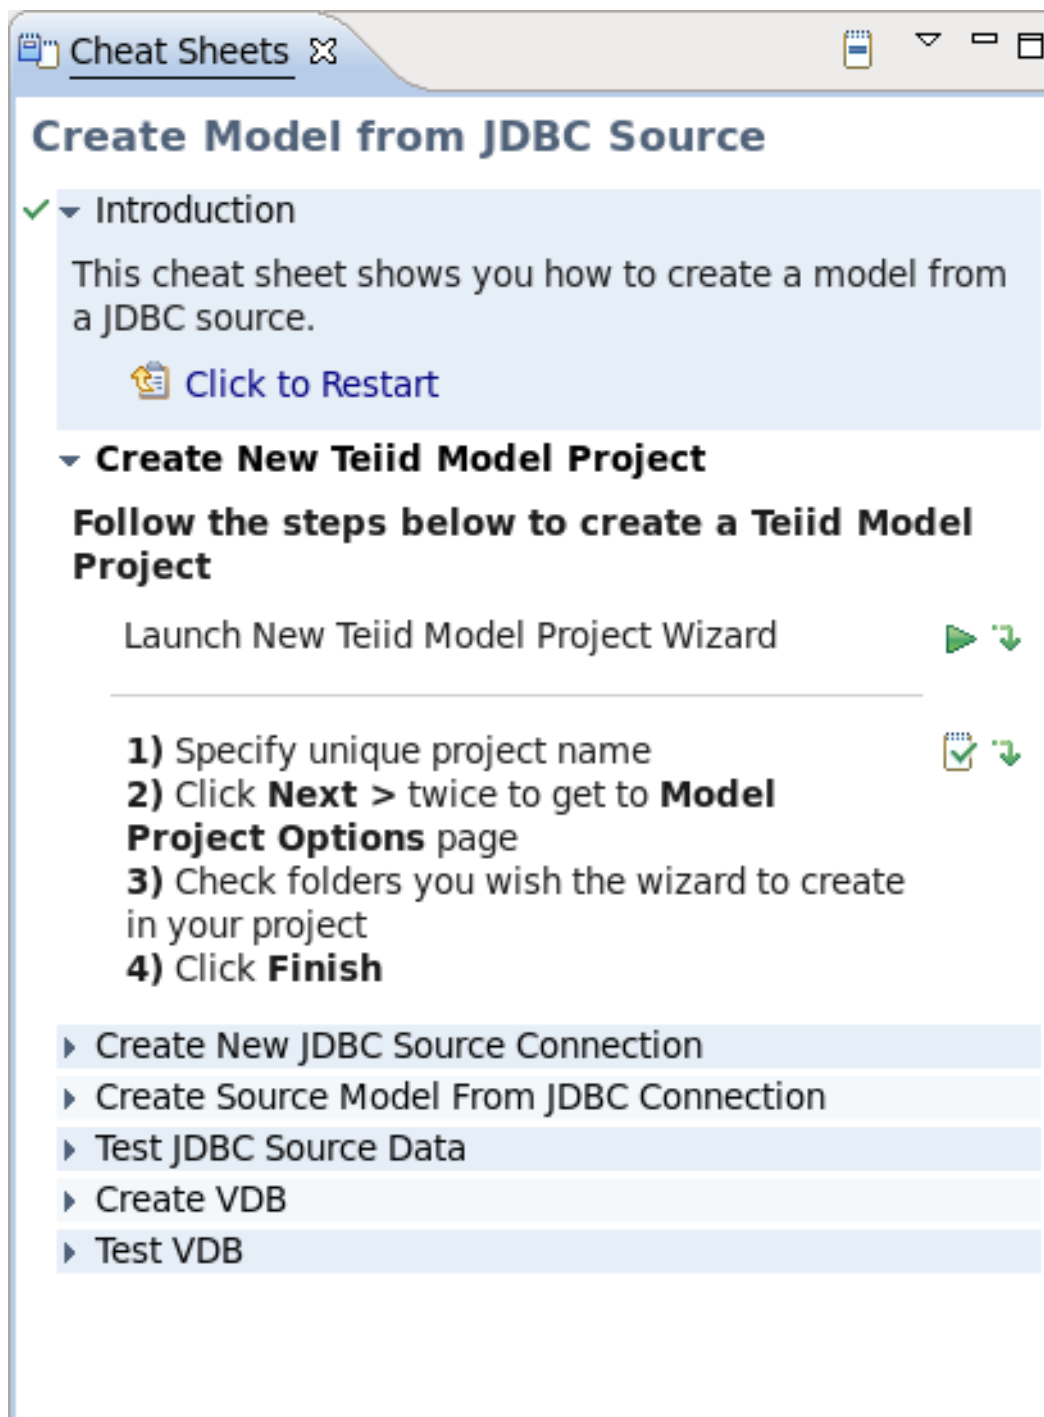 Cheat Sheets
Create Model from JDBC Source
Introduction
This cheat sheet shows you how to create a model from
a JDBC source.
Click to Restart
Create New Teiid Model Project
Follow the steps below to create a Teiid Model
Project
Launch New Teiid Model Project Wizard
1) Specify unique project name
2) Click Next > twice to get to Model
Project Options page
3) Check folders you wish the wizard to create
in your project
4) Click Finish
Create New JDBC Source Connection
Create Source Model From JDBC Connection
Test JDBC Source Data
Create VDB
Test VDB